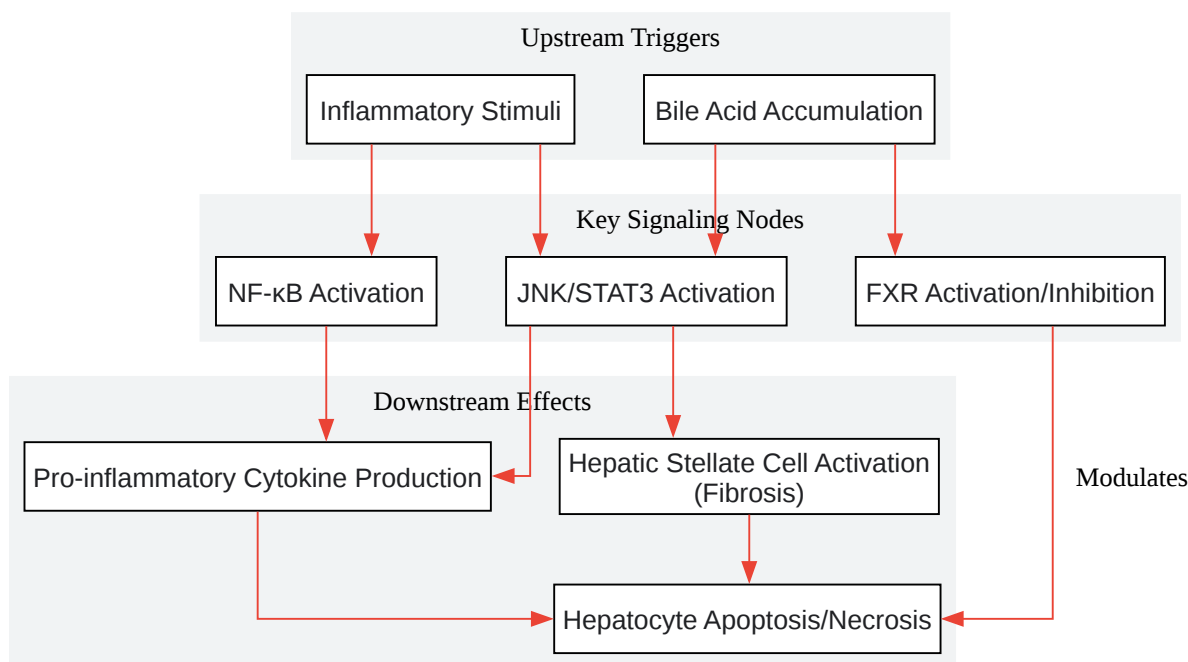 Upstream Triggers
Inflammatory Stimuli
Bile Acid Accumulation
Key Signaling Nodes
NF-κB Activation
JNK/STAT3 Activation
FXR Activation/Inhibition
Downstream Effects
Pro-inflammatory Cytokine Production
Hepatic Stellate Cell Activation
(Fibrosis)
Modulates
Hepatocyte Apoptosis/Necrosis